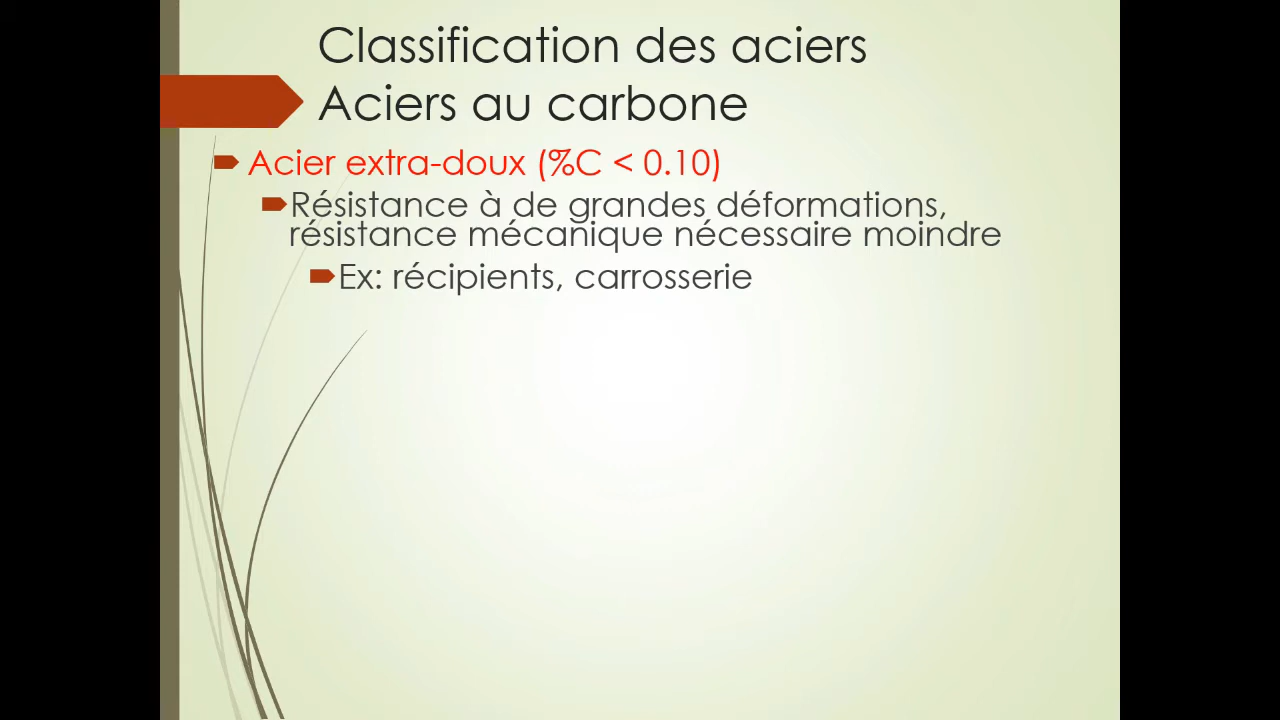 Classification des aciers
Aciers au carbone
Acier extra-doux (%C < 0.10)
Résistance à de grandes déformations,
résistance mécanique nécessaire moindre
Ex: récipients, carrosserie